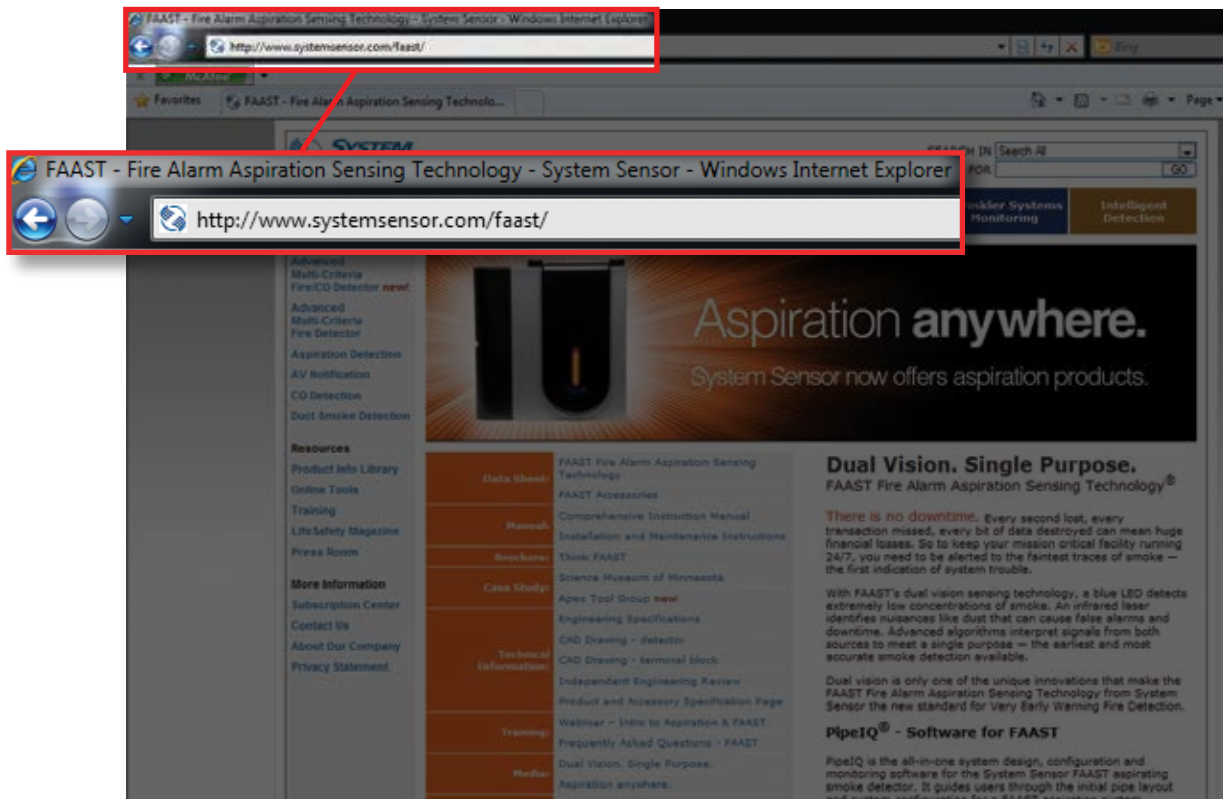 FAAST - Fire Alarm Aspiration Sensing Technology - System Sensor - Windows Internet Explorer
http://www.systemsensor.com/faast/
Bing
McAfee
Favorites
FAAST - Fire Alarm Aspiration Sensing Technolo...
Page
SYSTEM
SEARCH IN Search All
FOR GO
FAAST - Fire Alarm Aspiration Sensing Technology - System Sensor - Windows Internet Explorer
http://www.systemsensor.com/faast/
Systems
Monitoring
Intelligent
Detection
Advanced
Multi-Criteria
Fire/CO Detector new!
Advanced
Multi-Criteria
Fire Detector
Aspiration Detection
AV Notification
CO Detection
Duct Smoke Detection
Aspiration anywhere.
System Sensor now offers aspiration products.
Resources
Product Info Library
Online Tools
Training
LifeSafety Magazine
Press Room
More Information
Subscription Center
Contact Us
About Our Company
Privacy Statement
Data Sheet:
FAAST Fire Alarm Aspiration Sensing
Technology
FAAST Accessories
Manual:
Comprehensive Instruction Manual
Installation and Maintenance Instructions
Brochure:
Think FAAST
Case Study:
Science Museum of Minnesota
Apex Tool Group new!
Technical
Information:
Engineering Specifications
CAD Drawing - detector
CAD Drawing - terminal block
Independent Engineering Review
Product and Accessory Specification Page
Training:
Webinar - Intro to Aspiration & FAAST
Frequently Asked Questions - FAAST
Media:
Dual Vision. Single Purpose.
Aspiration anywhere.
Dual Vision. Single Purpose.
FAAST Fire Alarm Aspiration Sensing Technology®
There is no downtime. Every second lost, every
transaction missed, every bit of data destroyed can mean huge
financial losses. So to keep your mission critical facility running
24/7, you need to be alerted to the faintest traces of smoke —
the first indication of system trouble.
With FAAST's dual vision sensing technology, a blue LED detects
extremely low concentrations of smoke. An infrared laser
identifies nuisances like dust that can cause false alarms and
downtime. Advanced algorithms interpret signals from both
sources to meet a single purpose — the earliest and most
accurate smoke detection available.
Dual vision is only one of the unique innovations that make the
FAAST Fire Alarm Aspiration Sensing Technology from System
Sensor the new standard for Very Early Warning Fire Detection.
PipeIQ® - Software for FAAST
PipeIQ is the all-in-one system design, configuration and
monitoring software for the System Sensor FAAST aspirating
smoke detector. It guides users through the initial pipe layout
and system configuration for a FAAST aspiration system